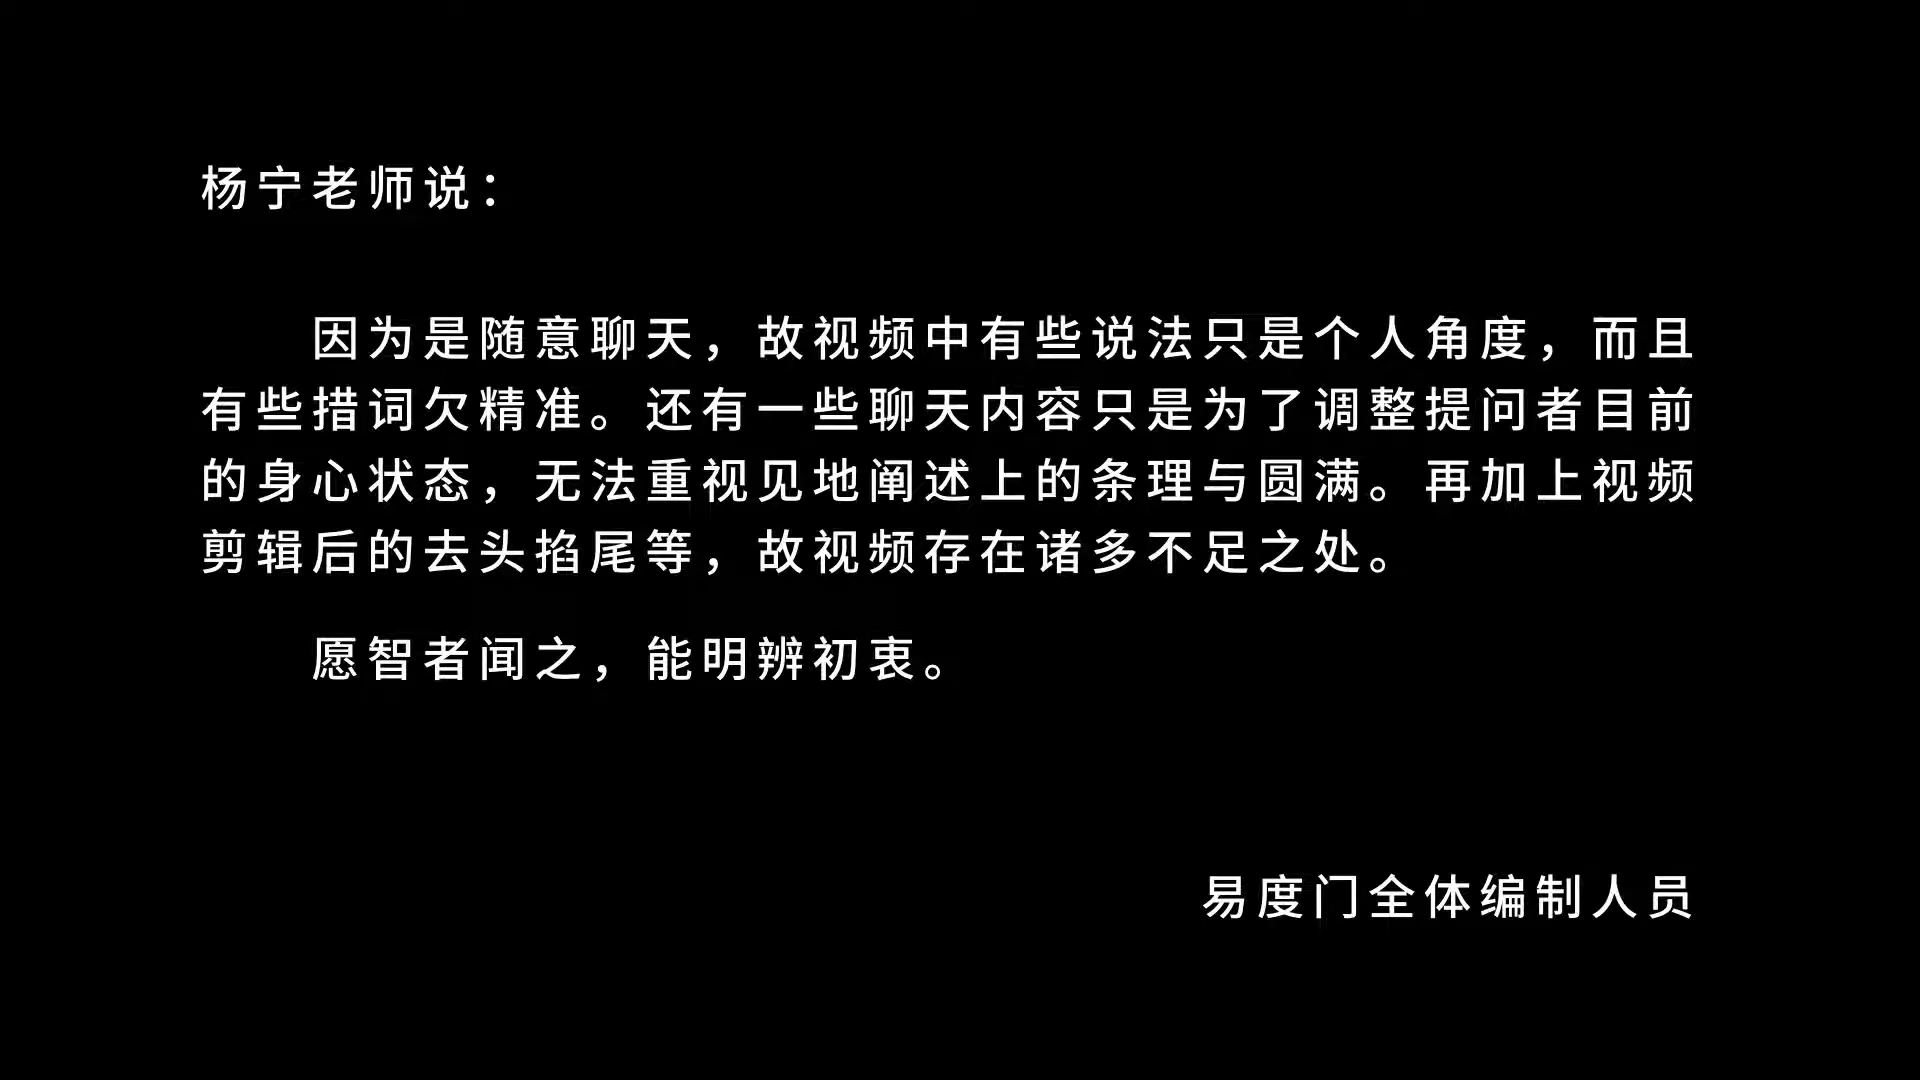 杨宁老师说：
因为是随意聊天，故视频中有些说法只是个人角度，而且
有些措词欠精准。还有一些聊天内容只是为了调整提问者目前
的身心状态，无法重视见地阐述上的条理与圆满。再加上视频
剪辑后的去头掐尾等，故视频存在诸多不足之处。
愿智者闻之，能明辨初衷。
易度门全体编制人员